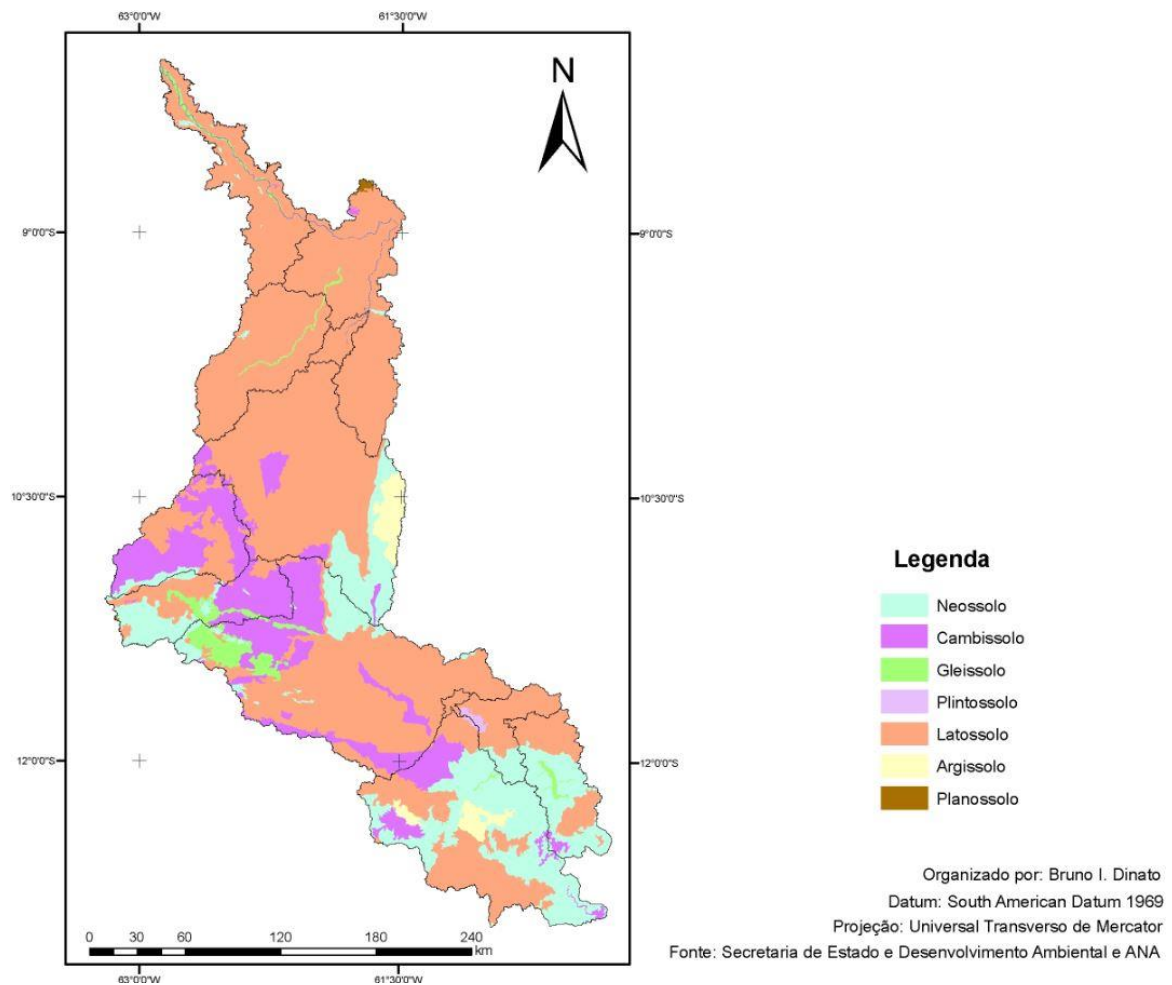 63°0'0"W
61°30'0"W
N
9°0'0"S
9°0'0"S
10°30'0"S
10°30'0"S
12°0'0"S
12°0'0"S
0 30 60 120 180 240
km
63°0'0"W
61°30'0"W
Legenda
Neossolo
Cambissolo
Gleissolo
Plintossolo
Latossolo
Argissolo
Planossolo
Organizado por: Bruno I. Dinato
Datum: South American Datum 1969
Projeção: Universal Transverso de Mercator
Fonte: Secretaria de Estado e Desenvolvimento Ambiental e ANA